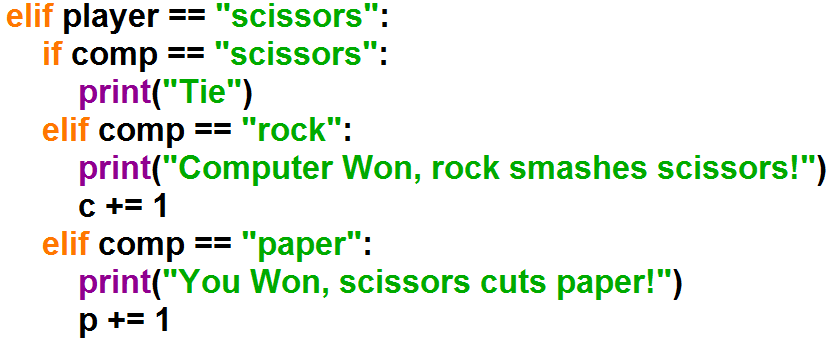 elif player == "scissors":
    if comp == "scissors":
        print("Tie")
    elif comp == "rock":
        print("Computer Won, rock smashes scissors!")
        c += 1
    elif comp == "paper":
        print("You Won, scissors cuts paper!")
        p += 1